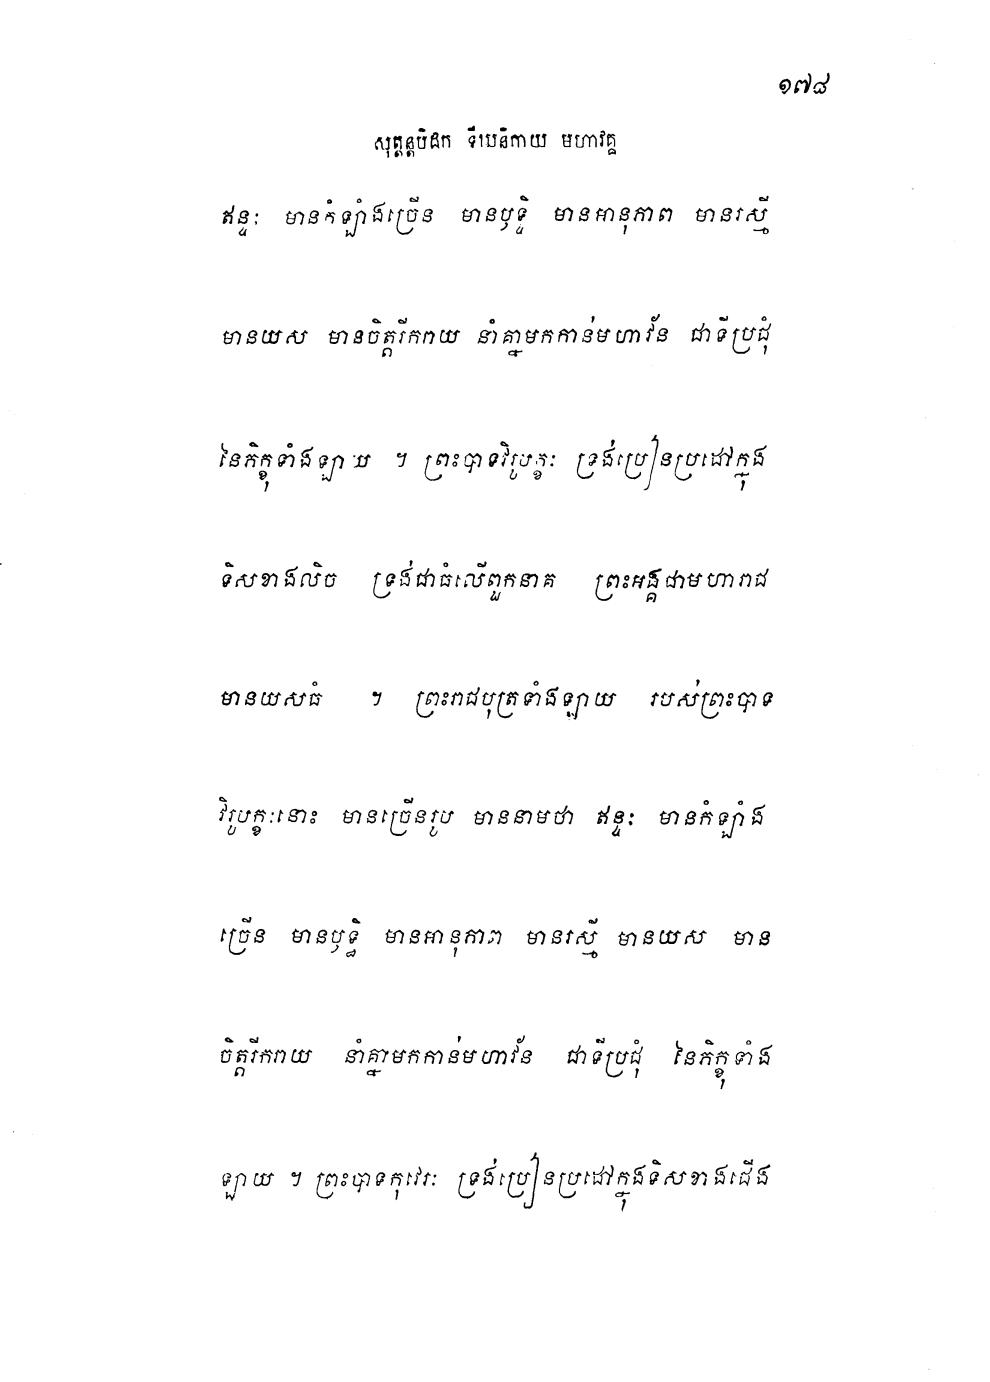 ១៧៨
សុត្តន្តបិដក ទីឃនិកាយ មហាវគ្គ
ឥន្ទៈ មានកំឡាំងច្រើន មានឫទ្ធិ មានអានុភាព មានរស្មី
មានយស មានចិត្តរីករាយ នាំគ្នាមកកាន់មហាវ័ន ជាទីប្រជុំ
នៃភិក្ខុទាំងឡាយ ។ ព្រះបាទវិរូបក្ខៈ ទ្រង់ប្រៀនប្រដៅក្នុង
ទិសខាងលិច ទ្រង់ជាធំលើពួកនាគ ព្រះអង្គជាមហារាជ
មានយសធំ ។ ព្រះរាជបុត្រទាំងឡាយ របស់ព្រះបាទ
វិរូបក្ខៈនោះ មានច្រើនរូប មាននាមថា ឥន្ទៈ មានកំឡាំង
ច្រើន មានឫទ្ធិ មានអានុភាព មានរស្មី មានយស មាន
ចិត្តរីករាយ នាំគ្នាមកកាន់មហាវ័ន ជាទីប្រជុំ នៃភិក្ខុទាំង
ឡាយ ។ ព្រះបាទកុវេរៈ ទ្រង់ប្រៀនប្រដៅក្នុងទិសខាងជើង